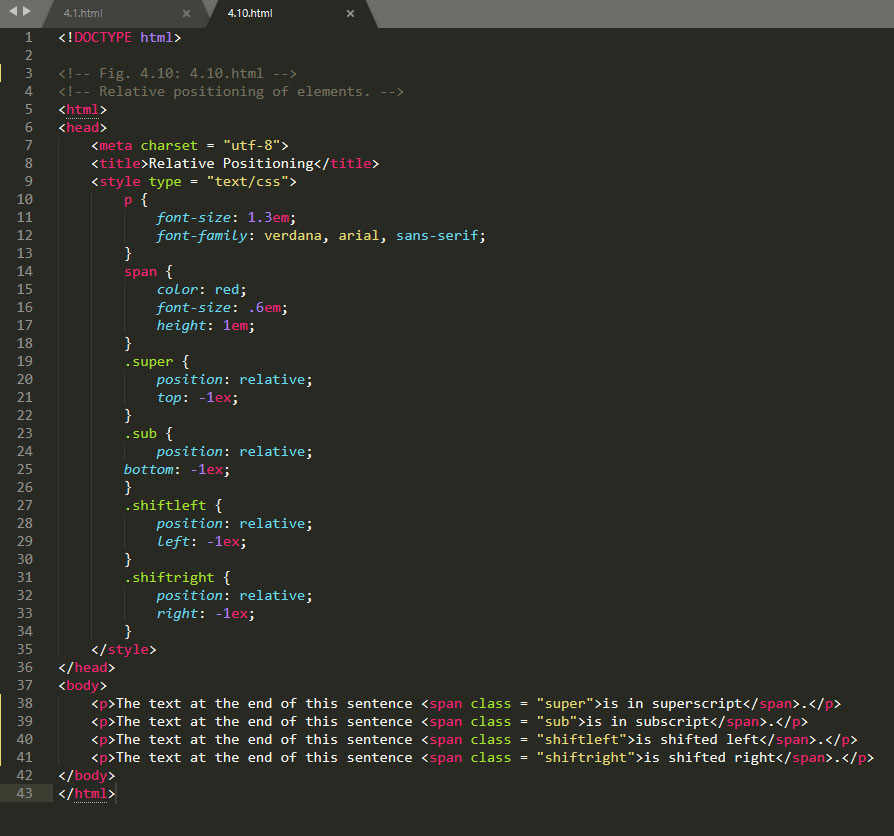 4.1.html × 4.10.html ×
1 <!DOCTYPE html>
2
3 <!-- Fig. 4.10: 4.10.html -->
4 <!-- Relative positioning of elements. -->
5 <html>
6 <head>
7     <meta charset = "utf-8">
8     <title>Relative Positioning</title>
9     <style type = "text/css">
10         p {
11             font-size: 1.3em;
12             font-family: verdana, arial, sans-serif;
13         }
14         span {
15             color: red;
16             font-size: .6em;
17             height: 1em;
18         }
19         .super {
20             position: relative;
21             top: -1ex;
22         }
23         .sub {
24             position: relative;
25         bottom: -1ex;
26         }
27         .shiftleft {
28             position: relative;
29             left: -1ex;
30         }
31         .shiftright {
32             position: relative;
33             right: -1ex;
34         }
35     </style>
36 </head>
37 <body>
38     <p>The text at the end of this sentence <span class = "super">is in superscript</span>.</p>
39     <p>The text at the end of this sentence <span class = "sub">is in subscript</span>.</p>
40     <p>The text at the end of this sentence <span class = "shiftleft">is shifted left</span>.</p>
41     <p>The text at the end of this sentence <span class = "shiftright">is shifted right</span>.</p>
42 </body>
43 </html>